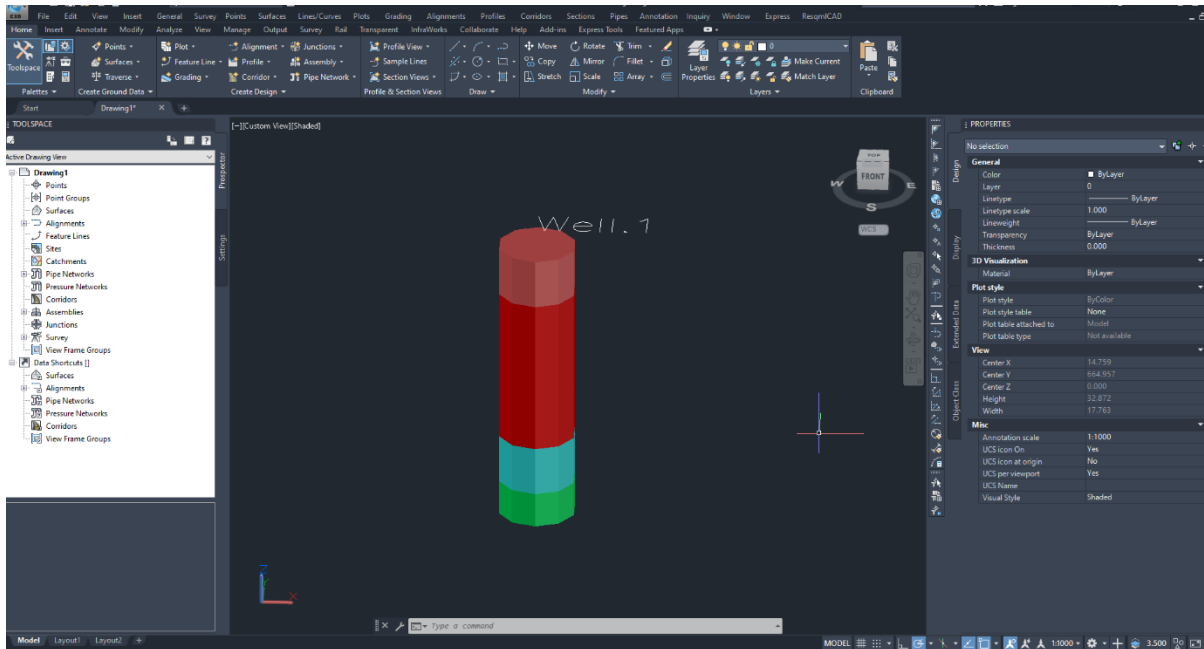 File Edit View Insert General Survey Points Surfaces Lines/Curves Plots Grading Alignments Profiles Corridors Sections Pipes Annotation Inquiry Window Express ResqmlCAD
Home Insert Annotate Modify Analyze View Manage Output Survey Rail Transparent InfraWorks Collaborate Help Add-ins Express Tools Featured Apps
Points Plot Alignment Junctions Profile View Move Rotate Trim 0
Surfaces Feature Line Profile Assembly Sample Lines Copy Mirror Fillet Make Current
Toolspace Traverse Grading Corridor Pipe Network Section Views Stretch Scale Array Layer Properties Match Layer Paste
Palettes Create Ground Data Create Design Profile & Section Views Draw Modify Layers Clipboard
Start Drawing1*
TOOLSPACE
Active Drawing View
Drawing1
Points
Point Groups
Surfaces
Alignments
Feature Lines
Sites
Catchments
Pipe Networks
Pressure Networks
Corridors
Assemblies
Junctions
Survey
View Frame Groups
Data Shortcuts []
Surfaces
Alignments
Pipe Networks
Pressure Networks
Corridors
View Frame Groups
Prospector
Settings
[-][Custom View][Shaded]
Well.1
TOP
FRONT
W
E
S
WCS
Z
Y
X
Type a command
Design
Display
Extended Data
Object Class
PROPERTIES
No selection
General
Color ByLayer
Layer 0
Linetype ByLayer
Linetype scale 1.000
Lineweight ByLayer
Transparency ByLayer
Thickness 0.000
3D Visualization
Material ByLayer
Plot style
Plot style ByColor
Plot style table None
Plot table attached to Model
Plot table type Not available
View
Center X 14.759
Center Y 664.957
Center Z 0.000
Height 32.872
Width 17.763
Misc
Annotation scale 1:1000
UCS icon On Yes
UCS icon at origin No
UCS per viewport Yes
UCS Name
Visual Style Shaded
Model Layout1 Layout2
MODEL 1:1000 3.500